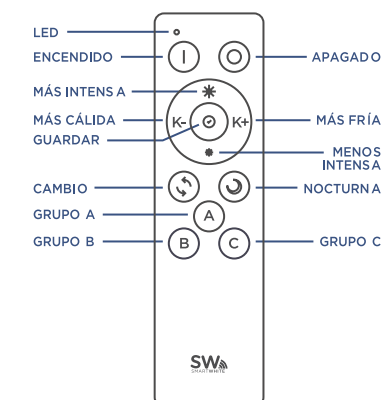 LED
ENCENDIDO
APAGADO
MÁS INTENSA
MÁS CÁLIDA
K-
K+
MÁS FRÍA
GUARDAR
MENOS
INTENSA
CAMBIO
NOCTURNA
GRUPO A
A
GRUPO B
B
C
GRUPO C
SW
SMARTWHITE